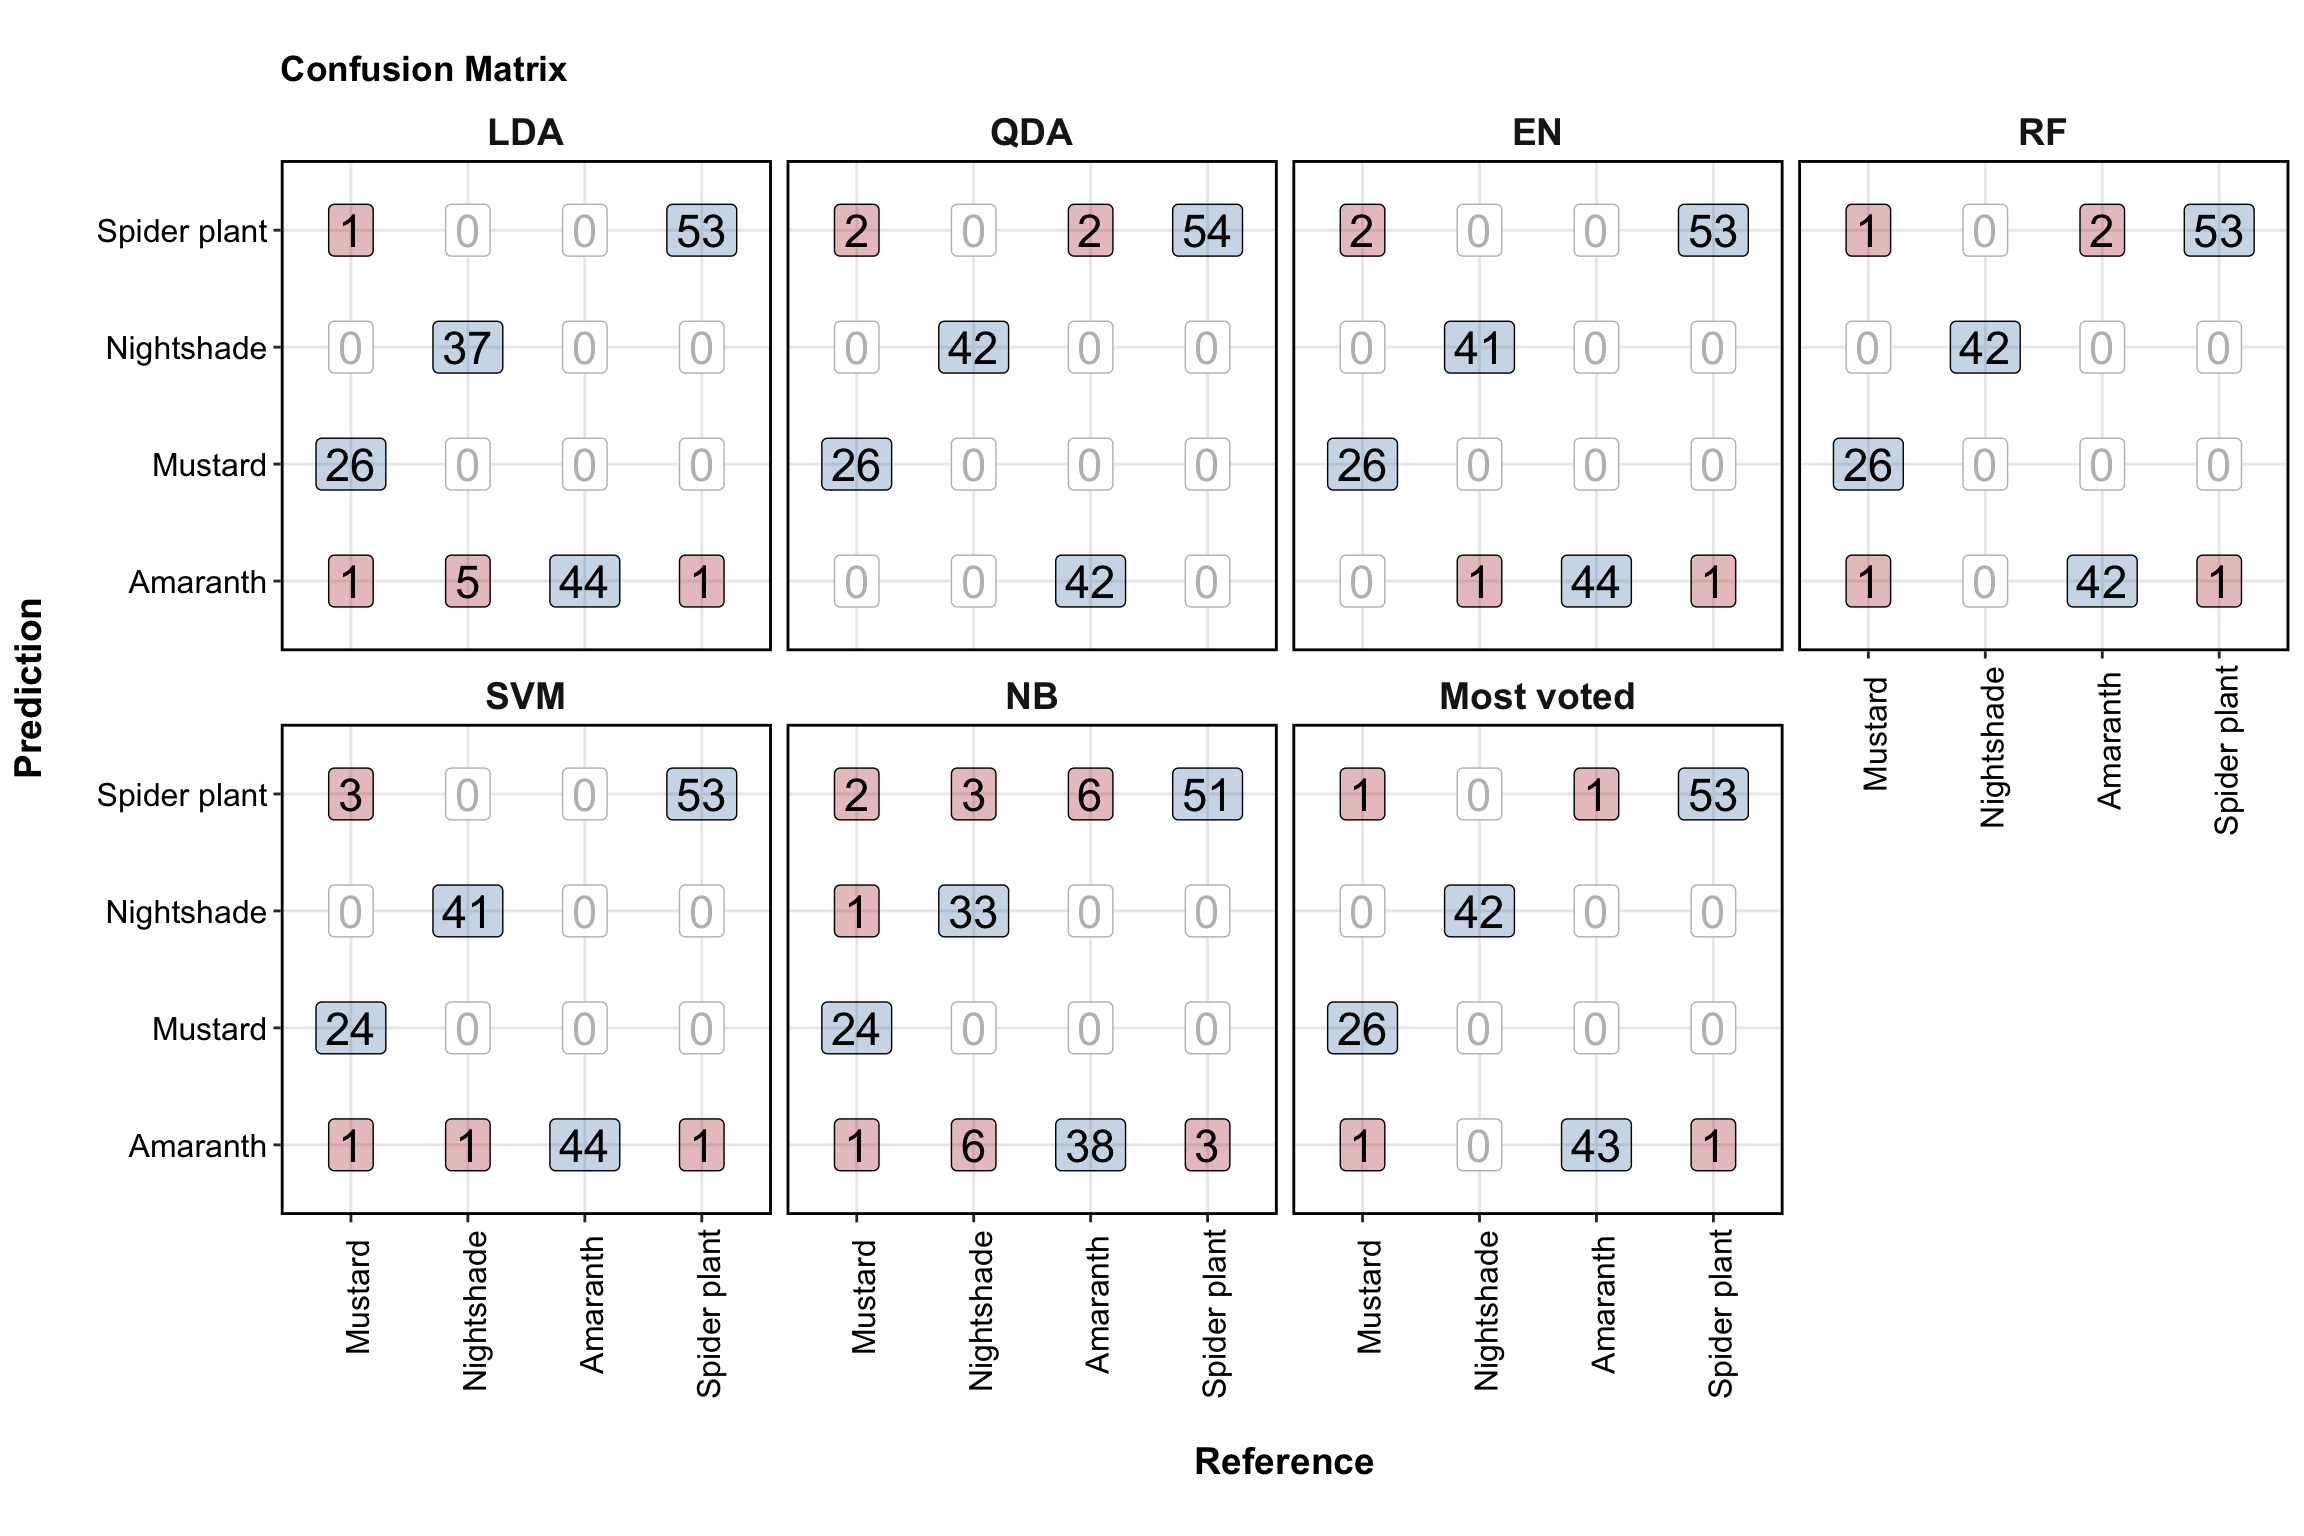 Confusion Matrix
LDA QDA EN RF
Spider plant 1 0 0 53 2 0 2 54 2 0 0 53 1 0 2 53
Nightshade 0 37 0 0 0 42 0 0 0 41 0 0 0 42 0 0
Mustard 26 0 0 0 26 0 0 0 26 0 0 0 26 0 0 0
Amaranth 1 5 44 1 0 0 42 0 0 1 44 1 1 0 42 1
Mustard Nightshade Amaranth Spider plant
SVM NB Most voted
Spider plant 3 0 0 53 2 3 6 51 1 0 1 53
Nightshade 0 41 0 0 1 33 0 0 0 42 0 0
Mustard 24 0 0 0 24 0 0 0 26 0 0 0
Amaranth 1 1 44 1 1 6 38 3 1 0 43 1
Mustard Nightshade Amaranth Spider plant Mustard Nightshade Amaranth Spider plant Mustard Nightshade Amaranth Spider plant
Prediction
Reference